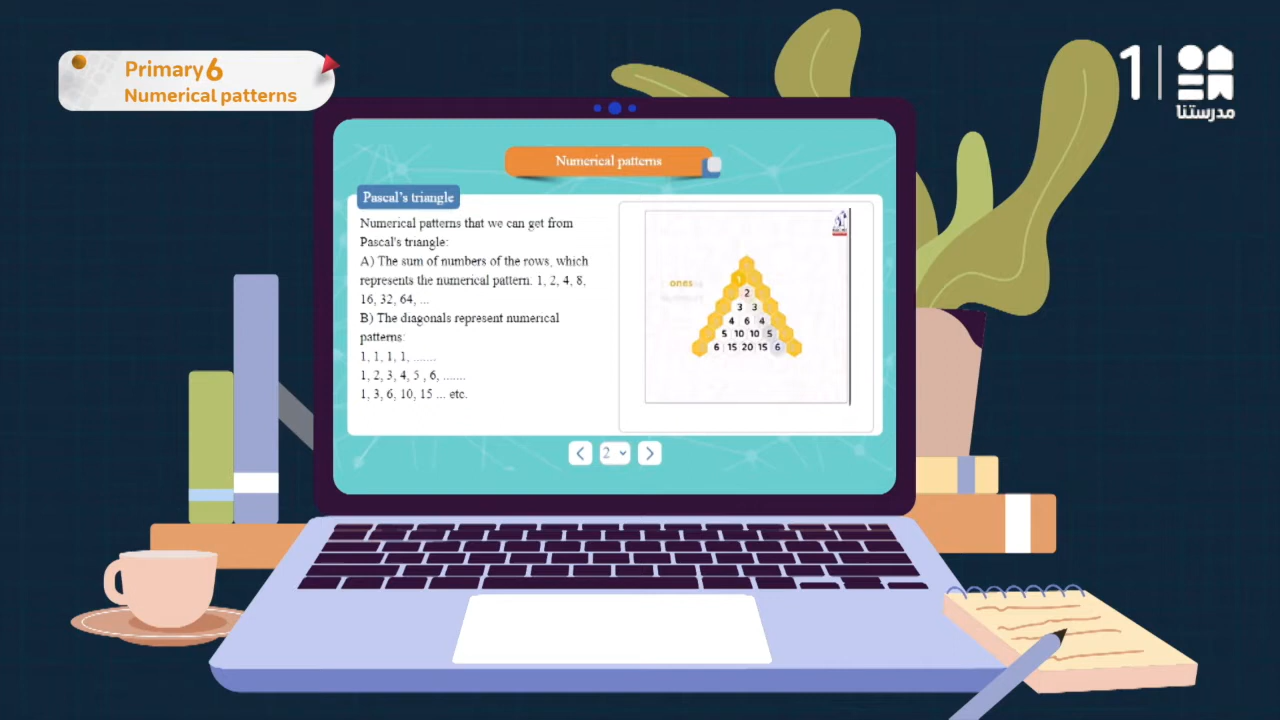 Primary 6
Numerical patterns
1
مدرستنا
Numerical patterns
Pascal's triangle
Numerical patterns that we can get from
Pascal's triangle:
A) The sum of numbers of the rows, which
represents the numerical pattern. 1, 2, 4, 8,
16, 32, 64, ...
B) The diagonals represent numerical
patterns:
1, 1, 1, 1, .......
1, 2, 3, 4, 5 , 6, .......
1, 3, 6, 10, 15 ... etc.
ones
1
2
3 3
4 6 4
5 10 10 5
6 15 20 15 6
2